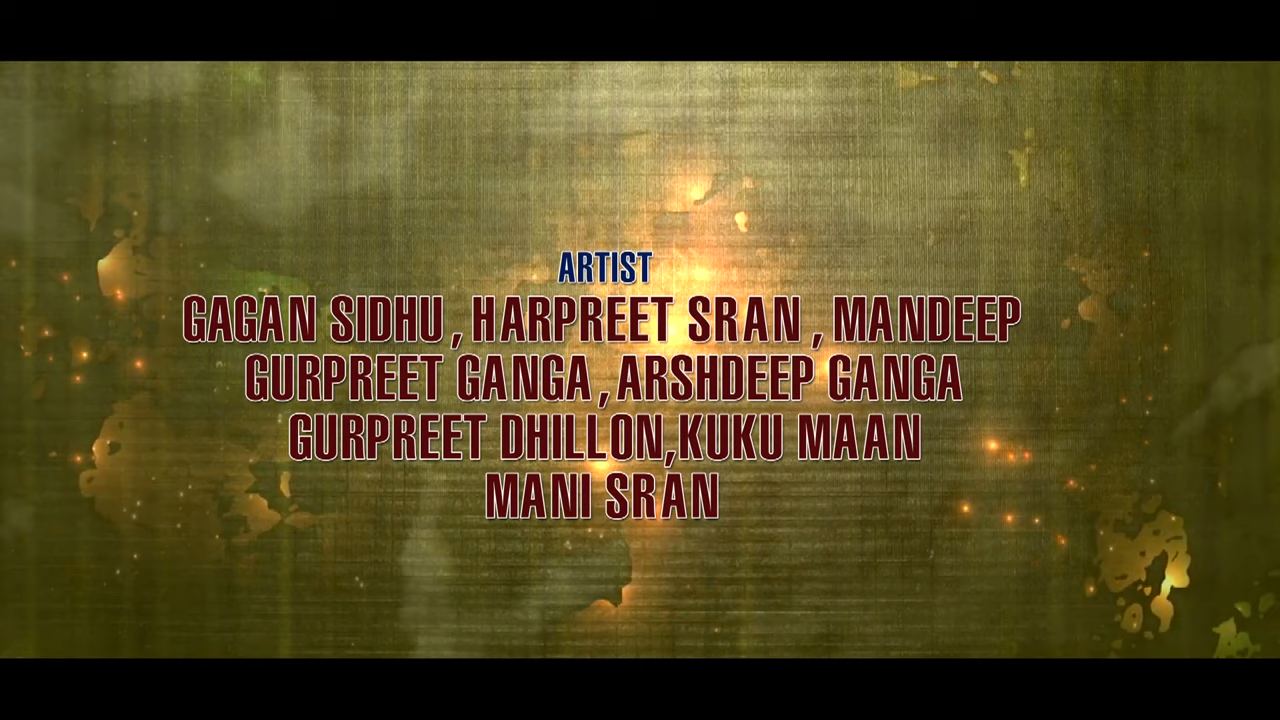 ARTIST
GAGAN SIDHU , HARPREET SRAN , MANDEEP
GURPREET GANGA , ARSHDEEP GANGA
GURPREET DHILLON,KUKU MAAN
MANI SRAN